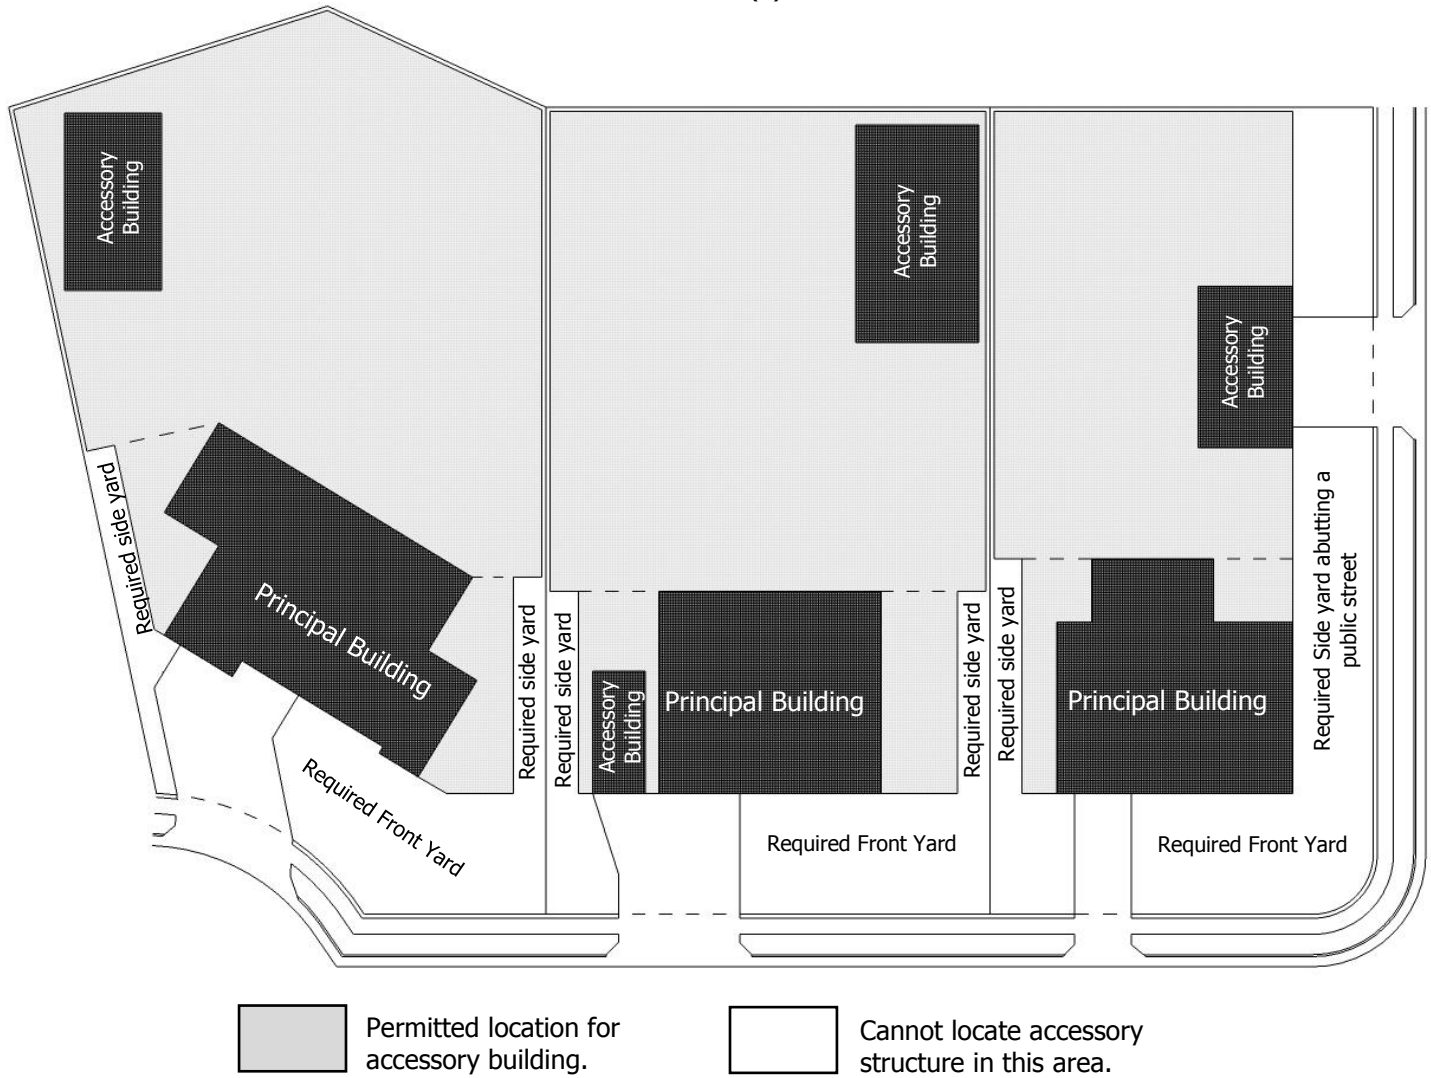 Accessory
Building
Accessory
Building
Accessory
Building
Required side yard
Principal Building
Required side yard
Required side yard
Accessory
Building
Principal Building
Required side yard
Required side yard
Principal Building
Required Side yard abutting a
public street
Required Front Yard
Required Front Yard
Required Front Yard
Permitted location for
accessory building.
Cannot locate accessory
structure in this area.